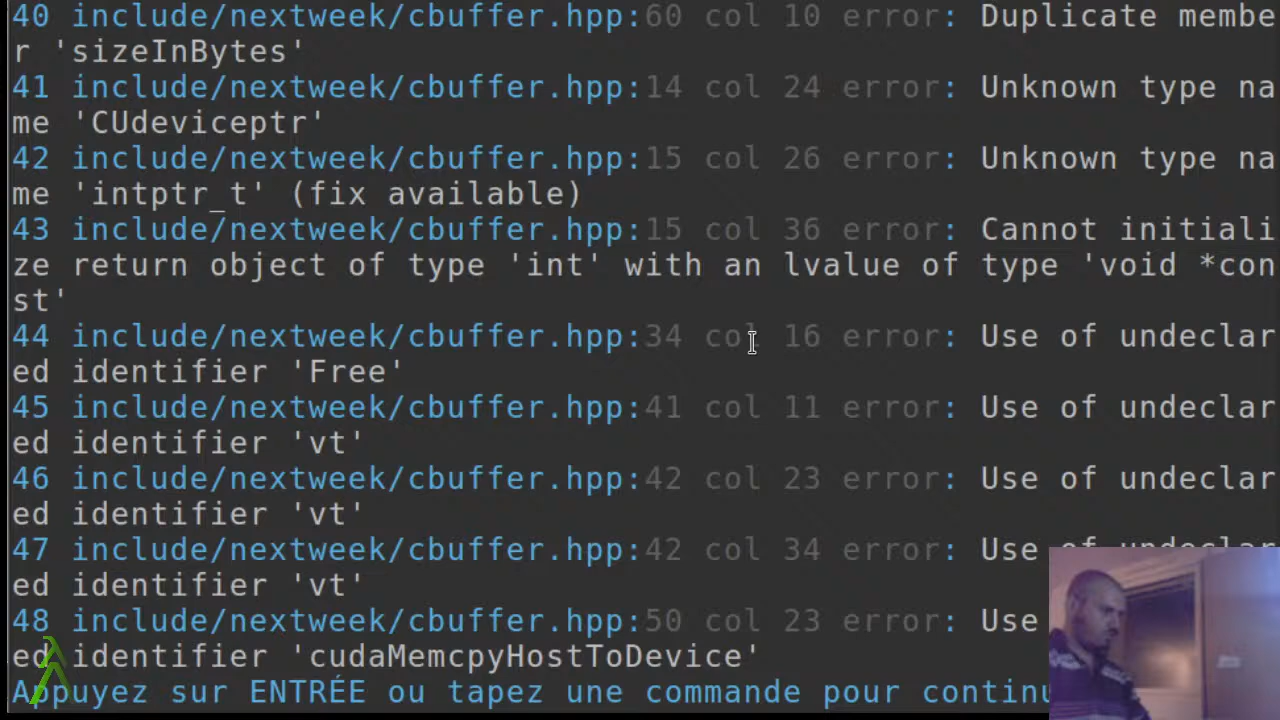 40 include/nextweek/cbuffer.hpp:60 col 10 error: Duplicate membe
r 'sizeInBytes'
41 include/nextweek/cbuffer.hpp:14 col 24 error: Unknown type na
me 'CUdeviceptr'
42 include/nextweek/cbuffer.hpp:15 col 26 error: Unknown type na
me 'intptr_t' (fix available)
43 include/nextweek/cbuffer.hpp:15 col 36 error: Cannot initiali
ze return object of type 'int' with an lvalue of type 'void *con
st'
44 include/nextweek/cbuffer.hpp:34 col 16 error: Use of undeclar
ed identifier 'Free'
45 include/nextweek/cbuffer.hpp:41 col 11 error: Use of undeclar
ed identifier 'vt'
46 include/nextweek/cbuffer.hpp:42 col 23 error: Use of undeclar
ed identifier 'vt'
47 include/nextweek/cbuffer.hpp:42 col 34 error: Use of undeclar
ed identifier 'vt'
48 include/nextweek/cbuffer.hpp:50 col 23 error: Use
ed identifier 'cudaMemcpyHostToDevice'
Appuyez sur ENTRÉE ou tapez une commande pour continu